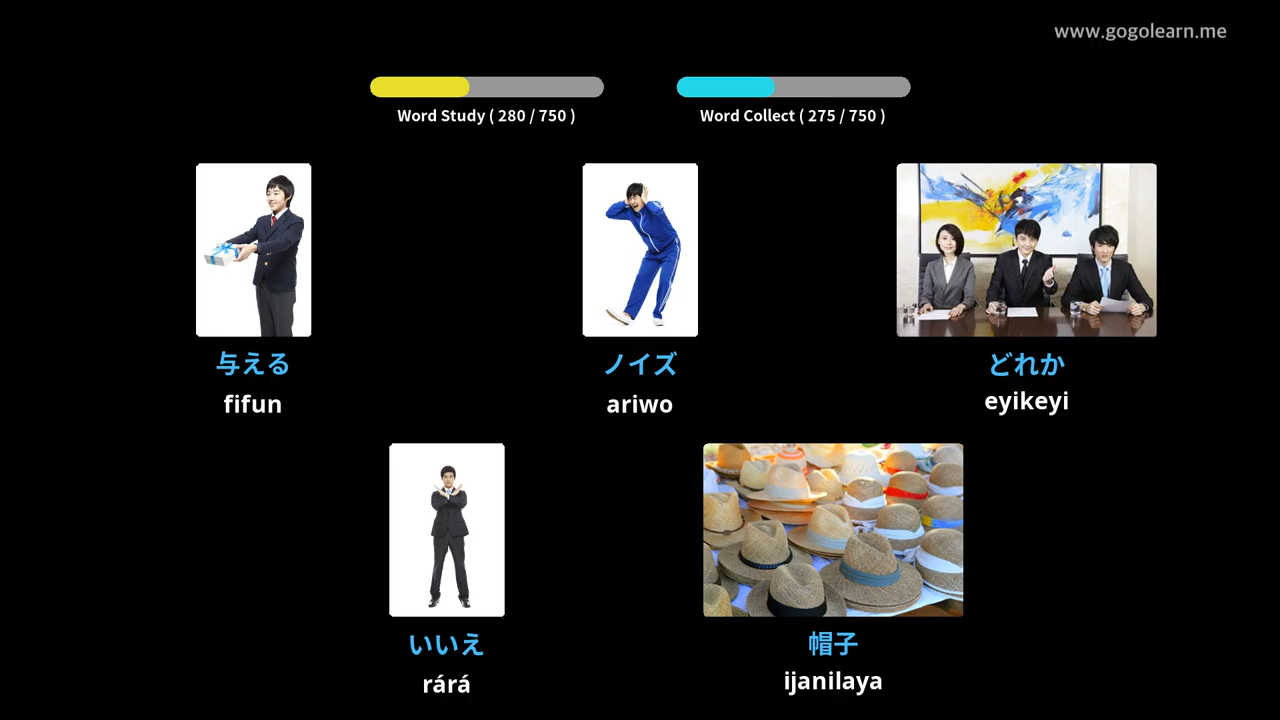 www.gogolearn.me
Word Study ( 280 / 750 )
Word Collect ( 275 / 750 )
与える
fifun
ノイズ
ariwo
どれか
eyikeyi
いいえ
rárá
帽子
ijanilaya